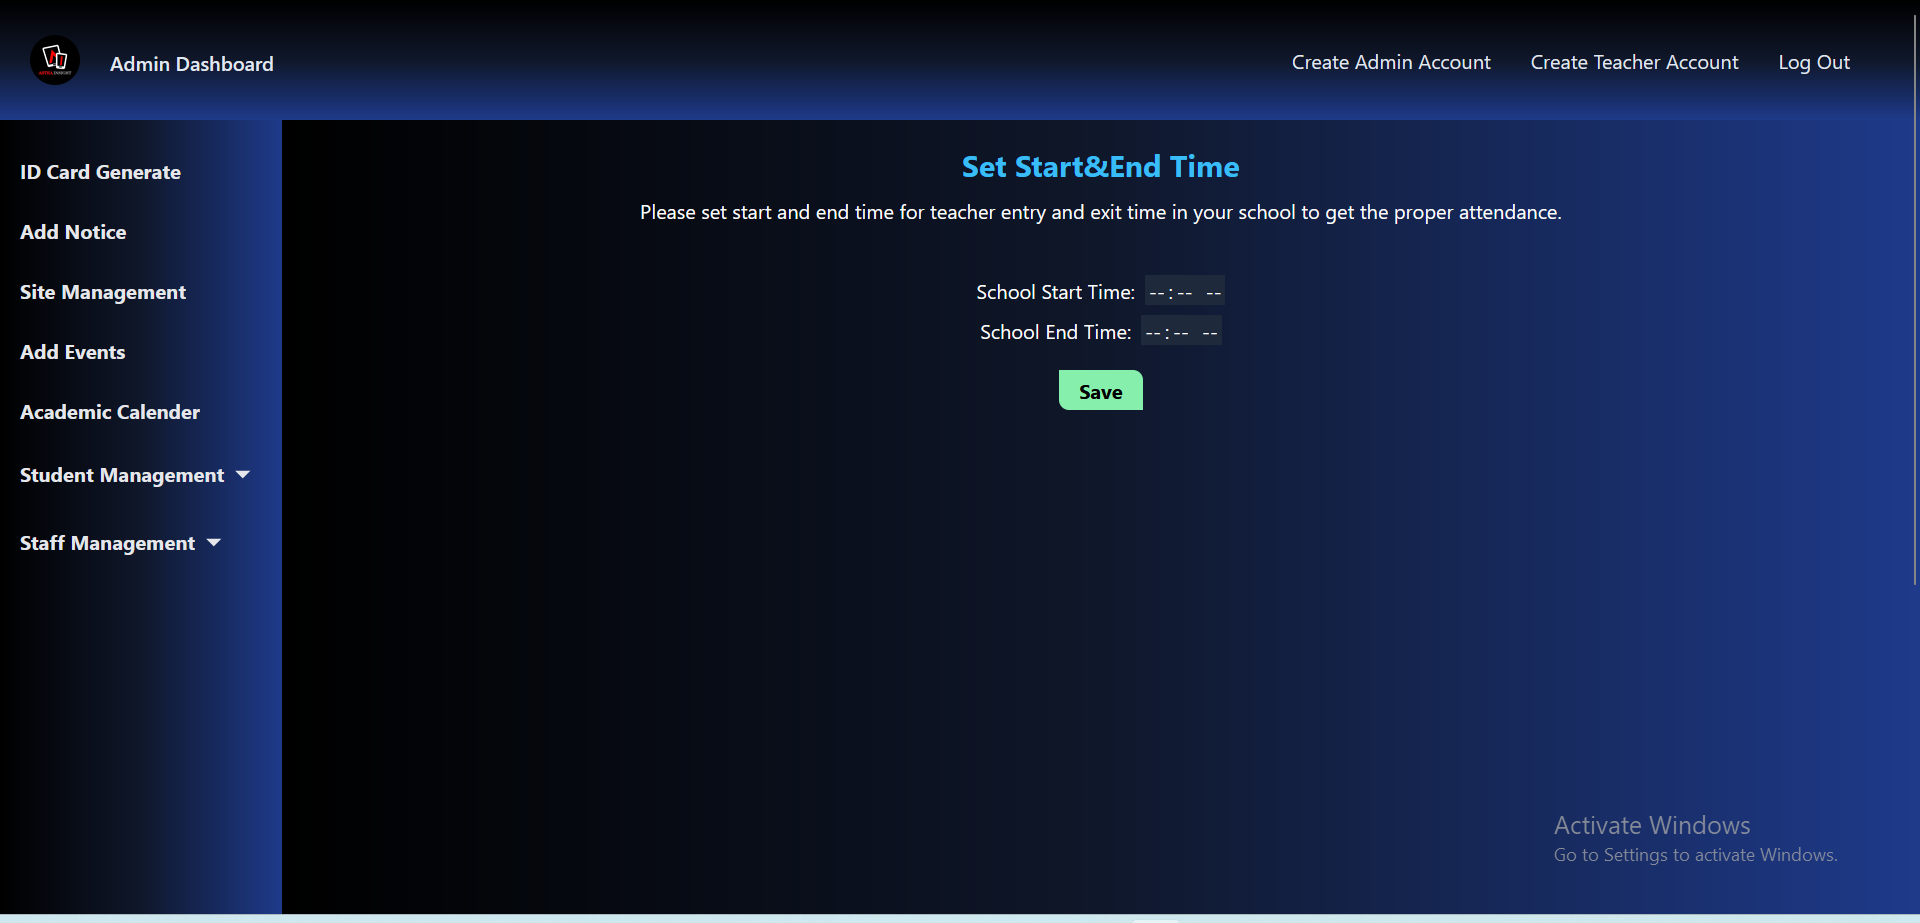 Admin Dashboard
Create Admin Account
Create Teacher Account
Log Out
ID Card Generate
Add Notice
Site Management
Add Events
Academic Calender
Student Management
Staff Management
Set Start&End Time
Please set start and end time for teacher entry and exit time in your school to get the proper attendance.
School Start Time: --:-- --
School End Time: --:-- --
Save
Activate Windows
Go to Settings to activate Windows.